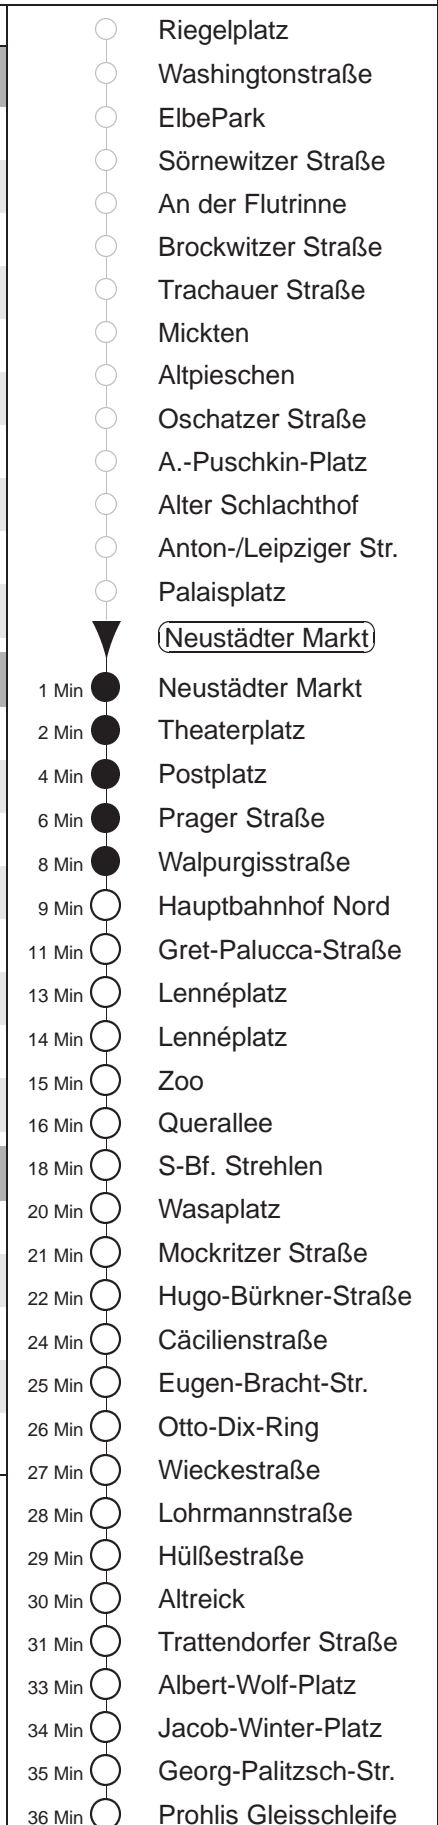 Riegelplatz
Washingtonstraße
ElbePark
Sörnewitzer Straße
An der Flutrinne
Brockwitzer Straße
Trachauer Straße
Mickten
Altpieschen
Oschatzer Straße
A.-Puschkin-Platz
Alter Schlachthof
Anton-/Leipziger Str.
Palaisplatz
Neustädter Markt
1 Min Neustädter Markt
2 Min Theaterplatz
4 Min Postplatz
6 Min Prager Straße
8 Min Walpurgisstraße
9 Min Hauptbahnhof Nord
11 Min Gret-Palucca-Straße
13 Min Lennéplatz
14 Min Lennéplatz
15 Min Zoo
16 Min Querallee
18 Min S-Bf. Strehlen
20 Min Wasaplatz
21 Min Mockritzer Straße
22 Min Hugo-Bürkner-Straße
24 Min Cäcilienstraße
25 Min Eugen-Bracht-Str.
26 Min Otto-Dix-Ring
27 Min Wieckestraße
28 Min Lohrmannstraße
29 Min Hülßestraße
30 Min Altreick
31 Min Trattendorfer Straße
33 Min Albert-Wolf-Platz
34 Min Jacob-Winter-Platz
35 Min Georg-Palitzsch-Str.
36 Min Prohlis Gleisschleife